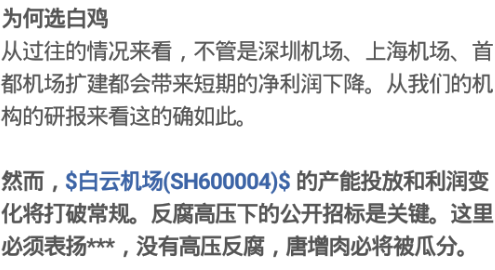 为何选白鸡
从过往的情况来看，不管是深圳机场、上海机场、首
都机场扩建都会带来短期的净利润下降。从我们的机
构的研报来看这的确如此。
然而，$白云机场(SH600004)$ 的产能投放和利润变
化将打破常规。反腐高压下的公开招标是关键。这里
必须表扬***，没有高压反腐，唐增肉必将被瓜分。